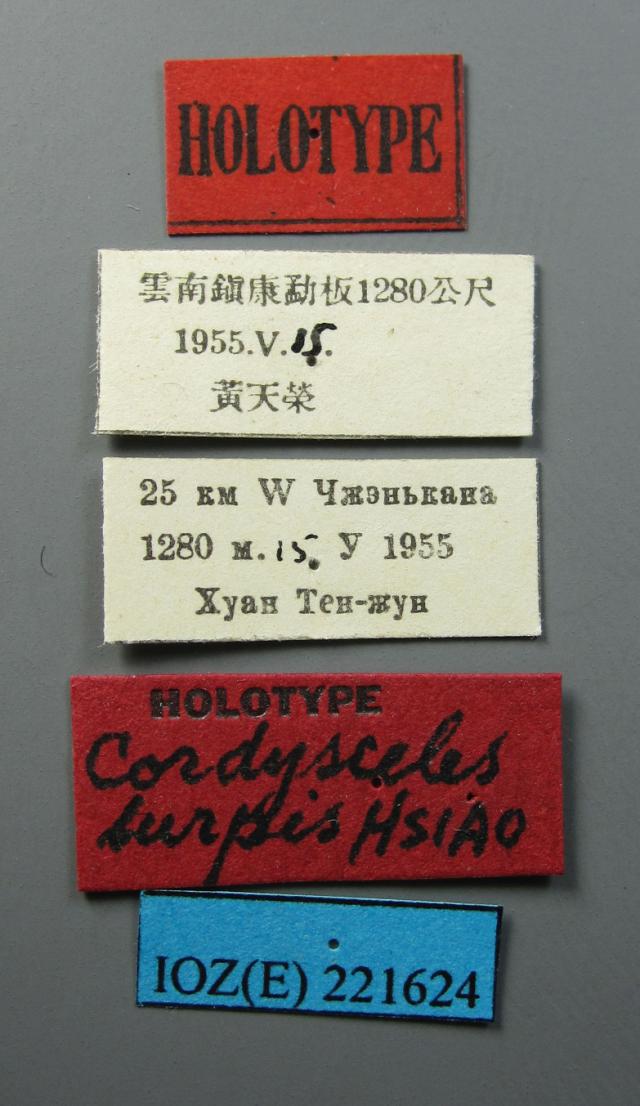 HOLOTYPE
雲南鎭康勐板1280公尺
1955.V.15.
黃天榮
25 км W Чжэнькана
1280 м. 15. У 1955
Хуан Тен-жун
HOLOTYPE
Cordysceles
turpis HSIAO
IOZ(E) 221624